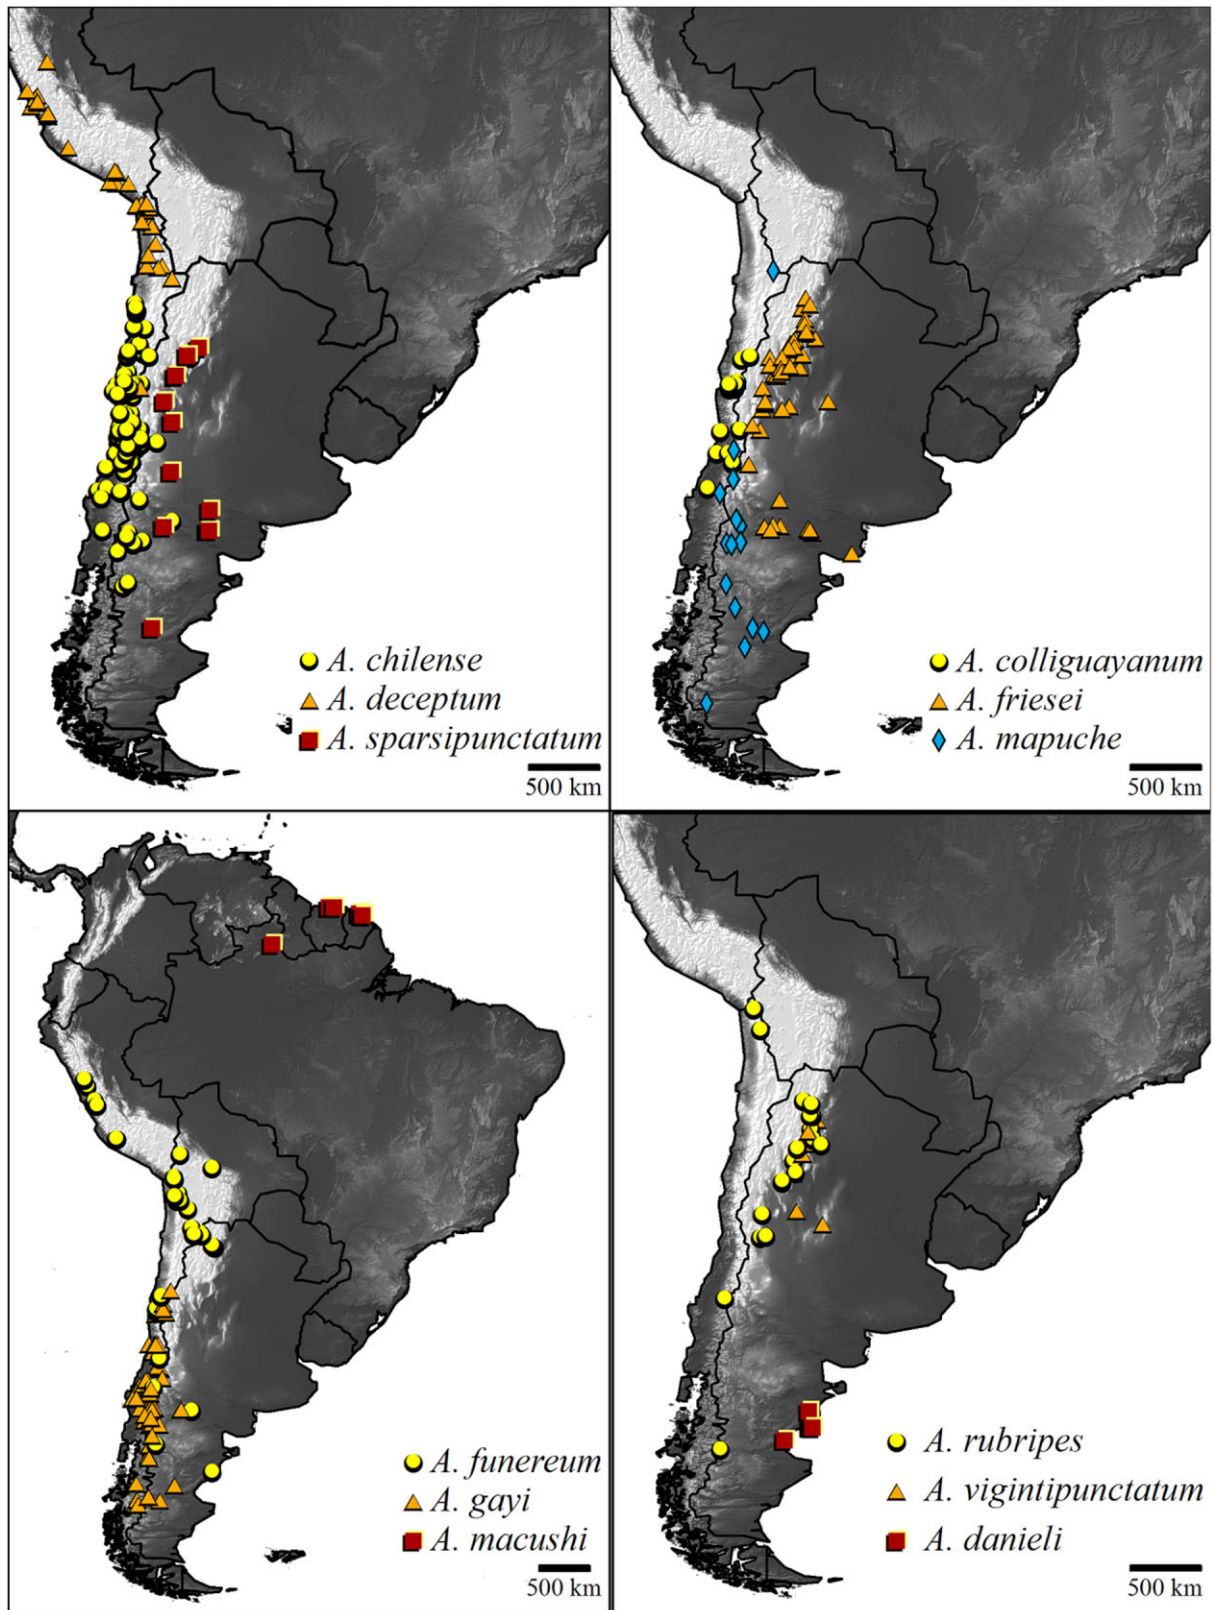 A. chilense
A. deceptum
A. sparsipunctatum
500 km
A. colliguayanum
A. friesei
A. mapuche
500 km
A. funereum
A. gayi
A. macushi
500 km
A. rubripes
A. vigintipunctatum
A. danieli
500 km